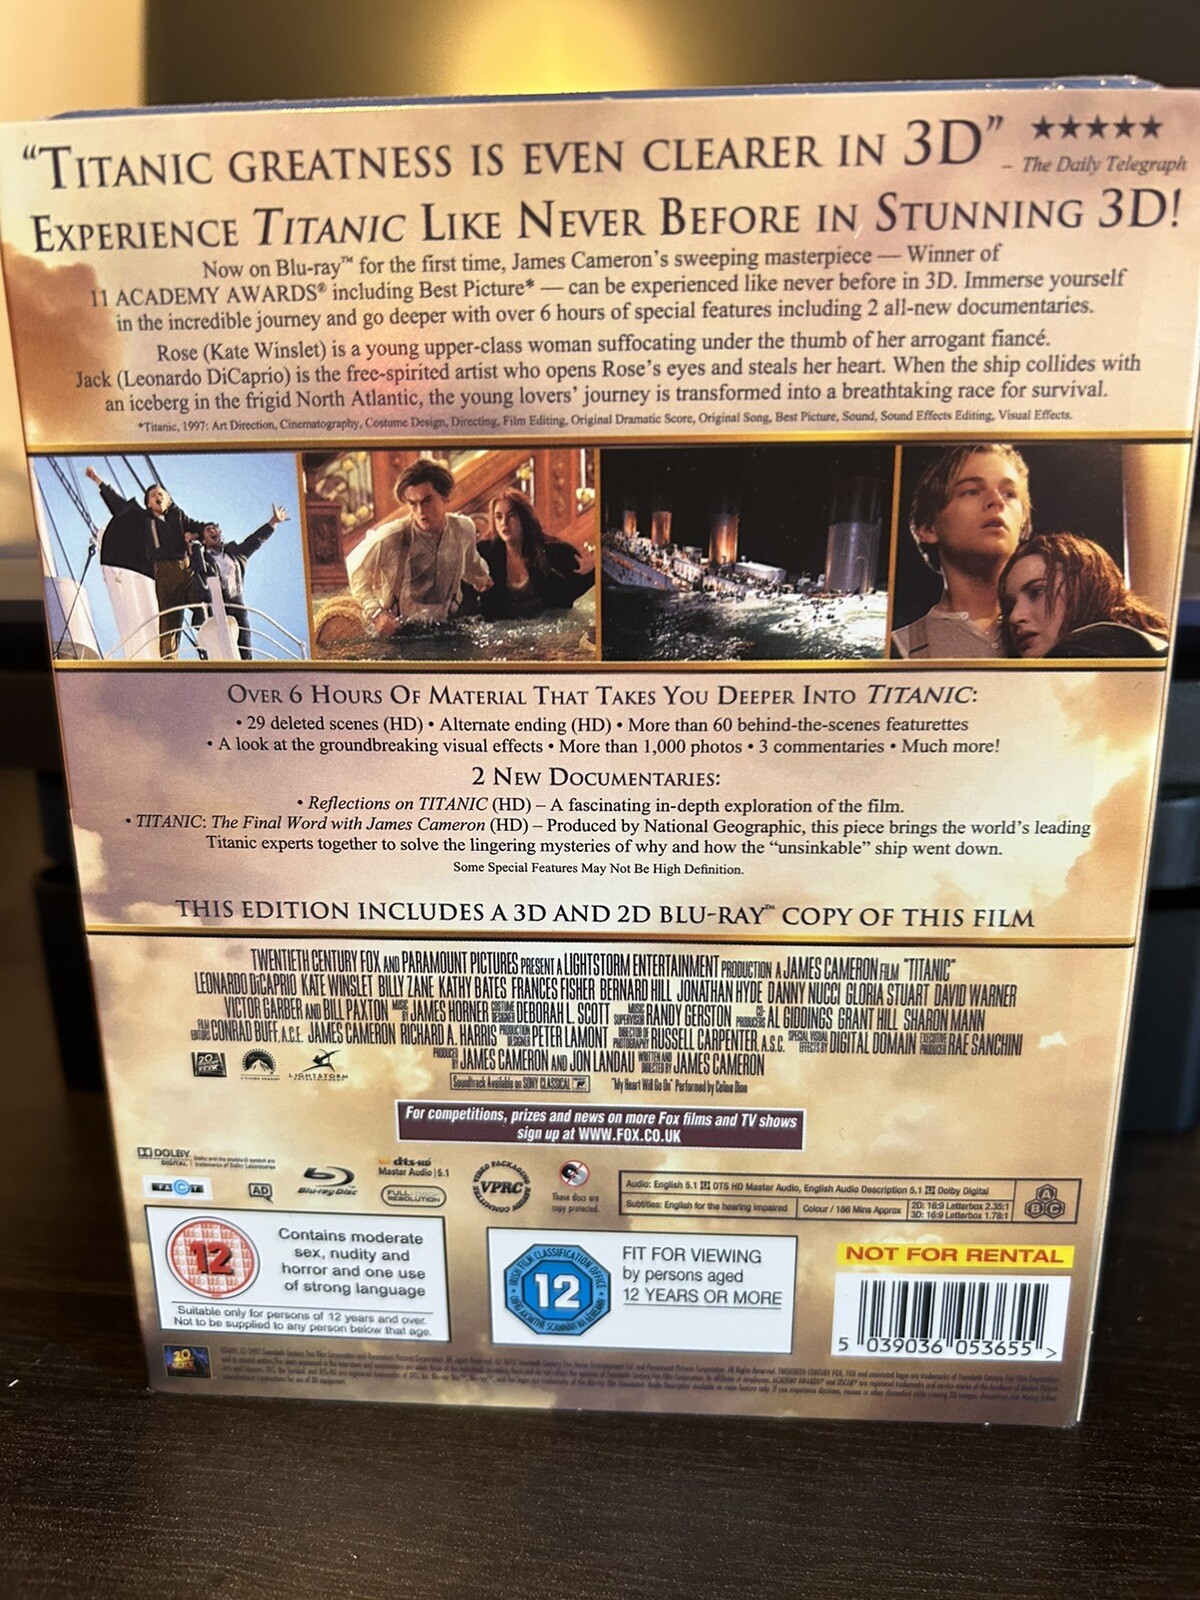 “TITANIC GREATNESS IS EVEN CLEARER IN 3D” ★★★★★
– The Daily Telegraph
EXPERIENCE TITANIC LIKE NEVER BEFORE IN STUNNING 3D!
Now on Blu-ray™ for the first time, James Cameron’s sweeping masterpiece — Winner of
11 ACADEMY AWARDS® including Best Picture* — can be experienced like never before in 3D. Immerse yourself
in the incredible journey and go deeper with over 6 hours of special features including 2 all-new documentaries.
Rose (Kate Winslet) is a young upper-class woman suffocating under the thumb of her arrogant fiancé.
Jack (Leonardo DiCaprio) is the free-spirited artist who opens Rose’s eyes and steals her heart. When the ship collides with
an iceberg in the frigid North Atlantic, the young lovers’ journey is transformed into a breathtaking race for survival.
*Titanic, 1997: Art Direction, Cinematography, Costume Design, Directing, Film Editing, Original Dramatic Score, Original Song, Best Picture, Sound, Sound Effects Editing, Visual Effects.
OVER 6 HOURS OF MATERIAL THAT TAKES YOU DEEPER INTO TITANIC:
• 29 deleted scenes (HD) • Alternate ending (HD) • More than 60 behind-the-scenes featurettes
• A look at the groundbreaking visual effects • More than 1,000 photos • 3 commentaries • Much more!
2 NEW DOCUMENTARIES:
• Reflections on TITANIC (HD) – A fascinating in-depth exploration of the film.
• TITANIC: The Final Word with James Cameron (HD) – Produced by National Geographic, this piece brings the world’s leading
Titanic experts together to solve the lingering mysteries of why and how the “unsinkable” ship went down.
Some Special Features May Not Be High Definition.
THIS EDITION INCLUDES A 3D AND 2D BLU-RAY™ COPY OF THIS FILM
TWENTIETH CENTURY FOX AND PARAMOUNT PICTURES PRESENT A LIGHTSTORM ENTERTAINMENT PRODUCTION A JAMES CAMERON FILM "TITANIC"
LEONARDO DiCAPRIO KATE WINSLET BILLY ZANE KATHY BATES FRANCES FISHER BERNARD HILL JONATHAN HYDE DANNY NUCCI GLORIA STUART DAVID WARNER
VICTOR GARBER AND BILL PAXTON MUSIC BY JAMES HORNER COSTUME DESIGNER DEBORAH L. SCOTT MUSIC SUPERVISOR RANDY GERSTON CO-PRODUCERS AL GIDDINGS GRANT HILL SHARON MANN
FILM EDITORS CONRAD BUFF, A.C.E. JAMES CAMERON RICHARD A. HARRIS PRODUCTION DESIGNER PETER LAMONT DIRECTOR OF PHOTOGRAPHY RUSSELL CARPENTER, A.S.C. SPECIAL VISUAL EFFECTS BY DIGITAL DOMAIN EXECUTIVE PRODUCER RAE SANCHINI
PRODUCED BY JAMES CAMERON AND JON LANDAU WRITTEN AND DIRECTED BY JAMES CAMERON
LIGHTSTORM
Soundtrack Available on SONY CLASSICAL "My Heart Will Go On" Performed by Celine Dion
For competitions, prizes and news on more Fox films and TV shows
sign up at WWW.FOX.CO.UK
DOLBY DIGITAL
Blu-ray Disc
dts-HD
Master Audio | 5.1
FULL HD RESOLUTION
VIDEO PACKAGING VPRC
These discs are
copy protected.
FACT
AD
Audio: English 5.1 DTS HD Master Audio, English Audio Description 5.1 Dolby Digital
Subtitles: English for the hearing impaired
Colour / 186 Mins Approx
2D: 16:9 Letterbox 2.35:1
3D: 16:9 Letterbox 1.78:1
ABC
12
Contains moderate
sex, nudity and
horror and one use
of strong language
Suitable only for persons of 12 years and over.
Not to be supplied to any person below that age.
IRISH FILM CLASSIFICATION OFFICE
12
FIT FOR VIEWING
by persons aged
12 YEARS OR MORE
NOT FOR RENTAL
5 039036 053655 >